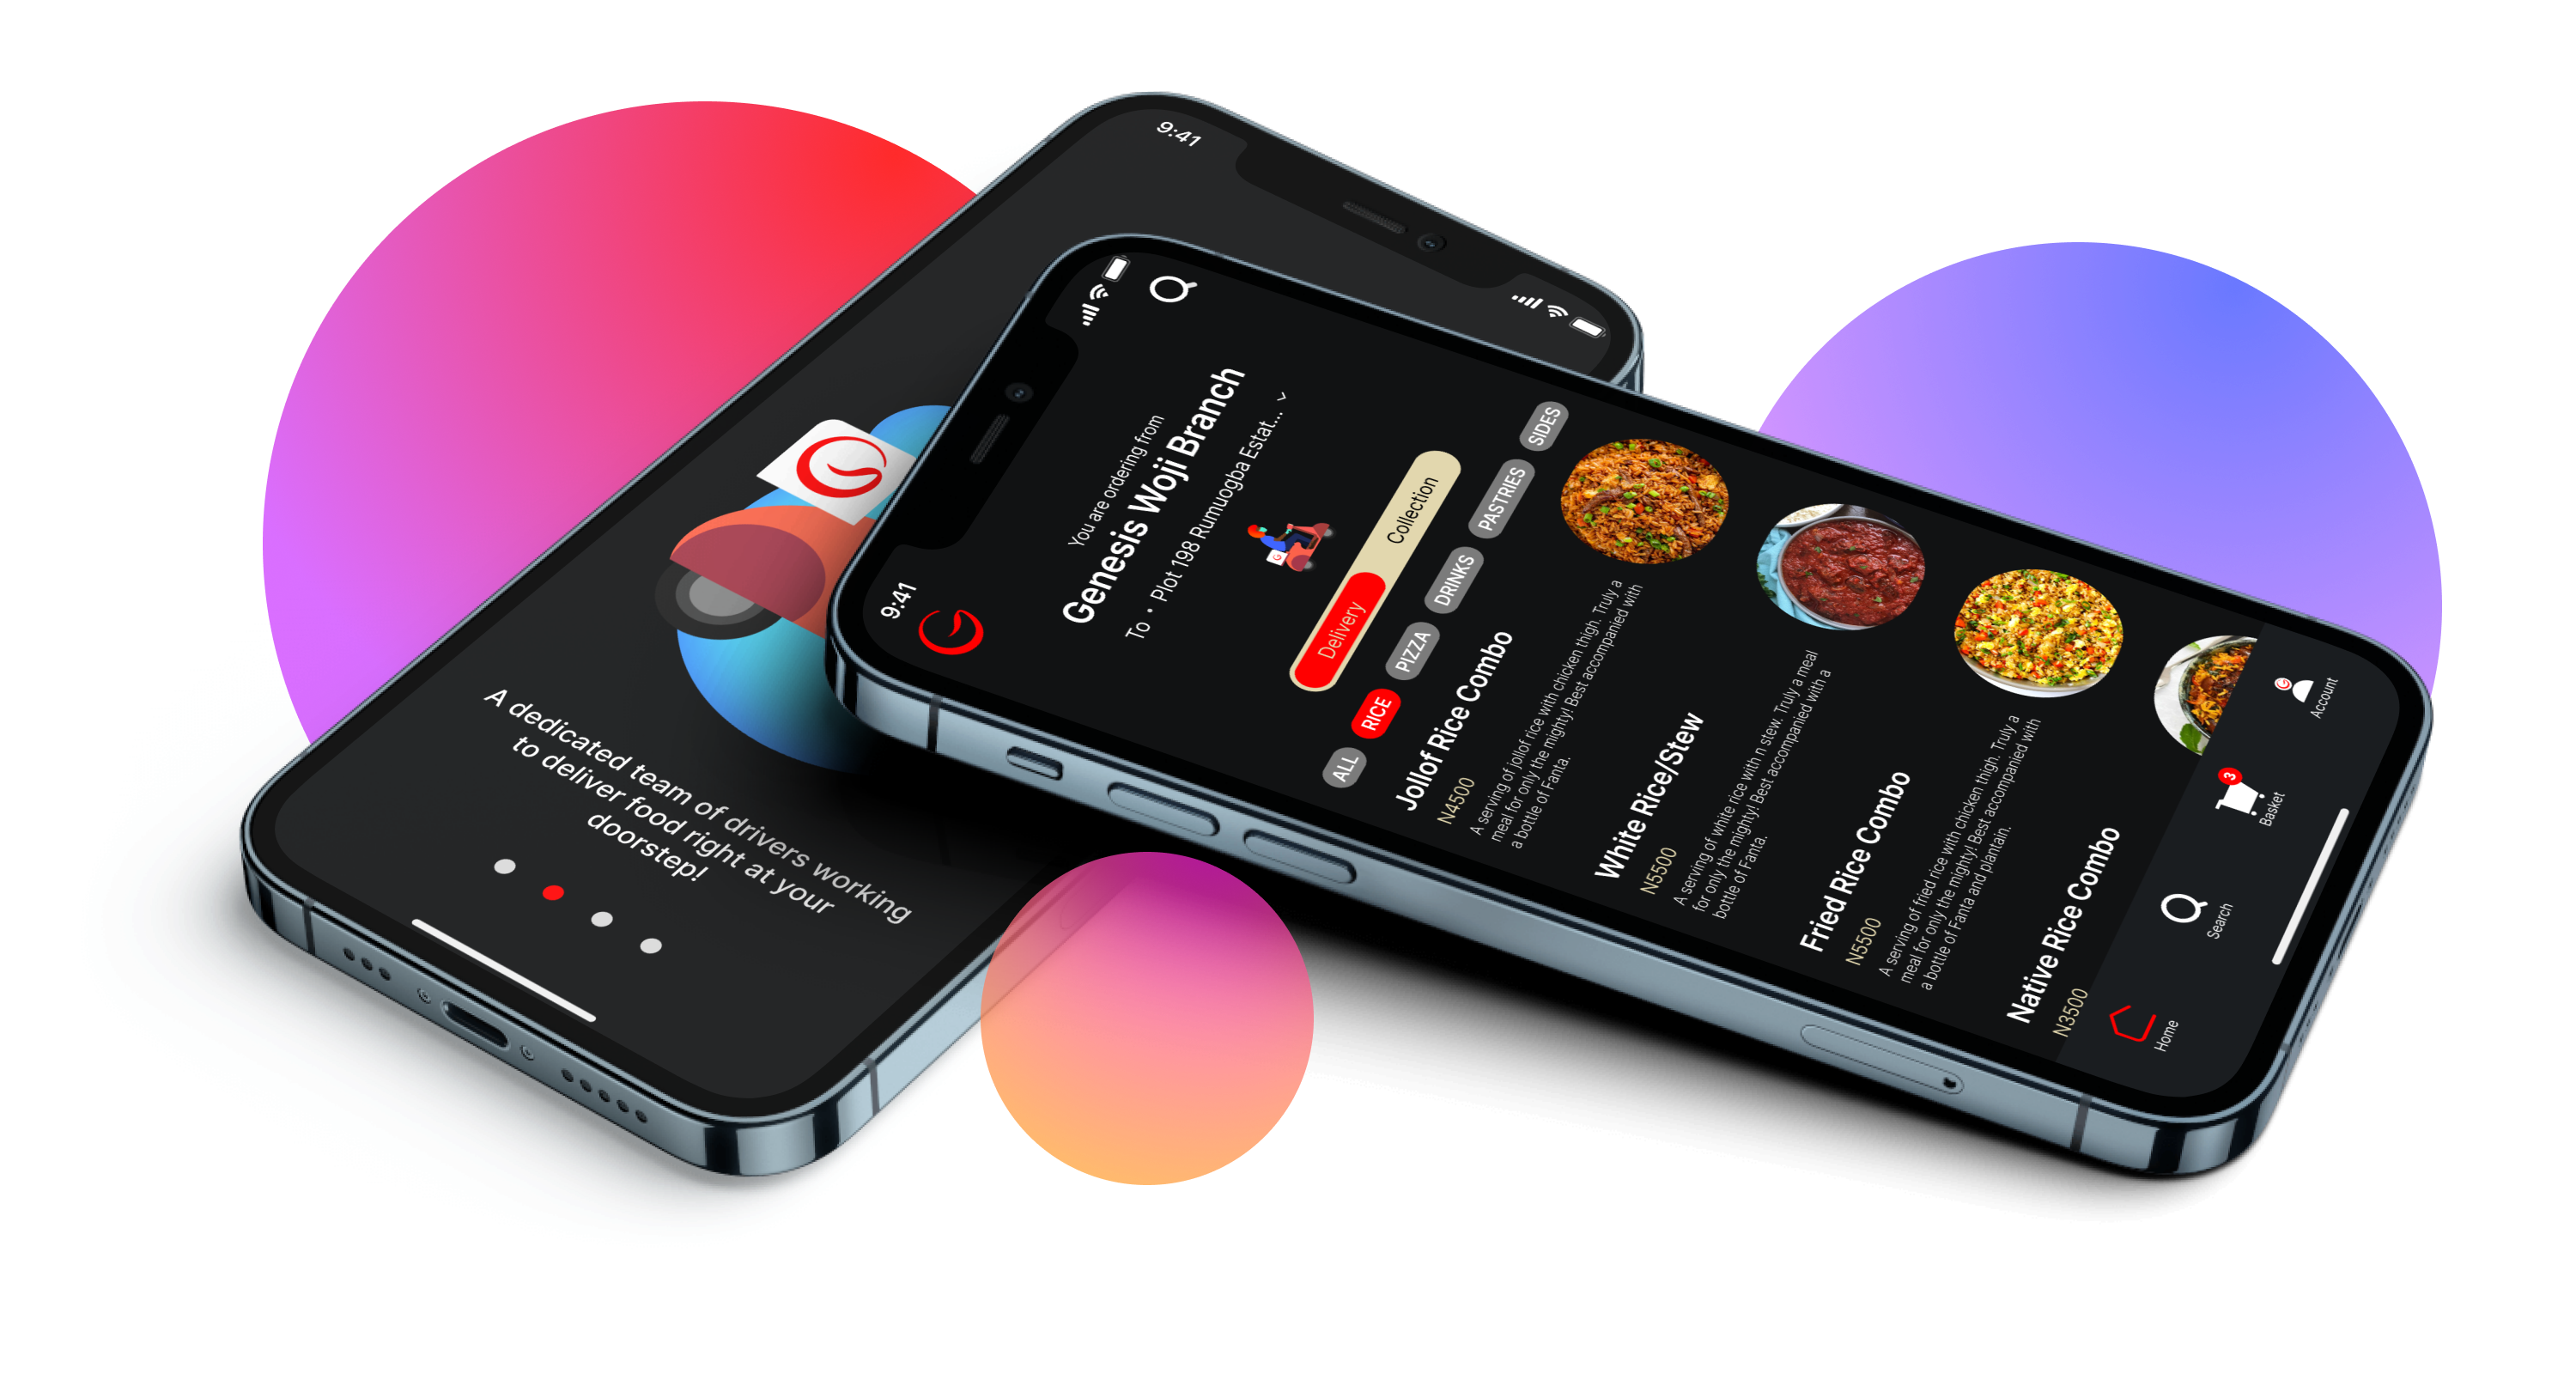 9:41
A dedicated team of drivers working
to deliver food right at your
doorstep!
9:41
You are ordering from
Genesis Woji Branch
To • Plot 198 Rumuogba Estat...
Delivery
Collection
ALL
RICE
PIZZA
DRINKS
PASTRIES
SIDES
Jollof Rice Combo
N4500
A serving of jollof rice with chicken thigh. Truly a
meal for only the mighty! Best accompanied with
a bottle of Fanta.
White Rice/Stew
N5500
A serving of white rice with n stew. Truly a meal
for only the mighty! Best accompanied with a
bottle of Fanta.
Fried Rice Combo
N5500
A serving of fried rice with chicken thigh. Truly a
meal for only the mighty! Best accompanied with
a bottle of Fanta and plantain.
Native Rice Combo
N3500
Home
Search
3
Basket
Account